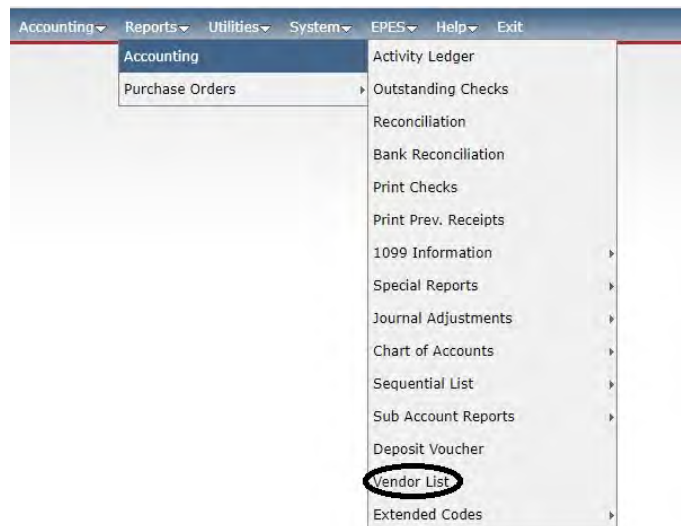 Accounting Reports Utilities System EPES Help Exit
Accounting
Purchase Orders
Activity Ledger
Outstanding Checks
Reconciliation
Bank Reconciliation
Print Checks
Print Prev. Receipts
1099 Information
Special Reports
Journal Adjustments
Chart of Accounts
Sequential List
Sub Account Reports
Deposit Voucher
Vendor List
Extended Codes